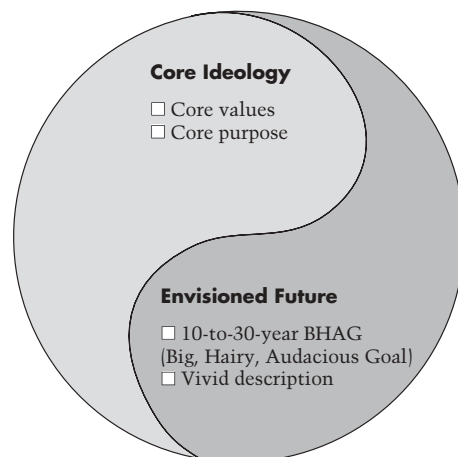 Core Ideology
☐ Core values
☐ Core purpose
Envisioned Future
☐ 10-to-30-year BHAG
(Big, Hairy, Audacious Goal)
☐ Vivid description